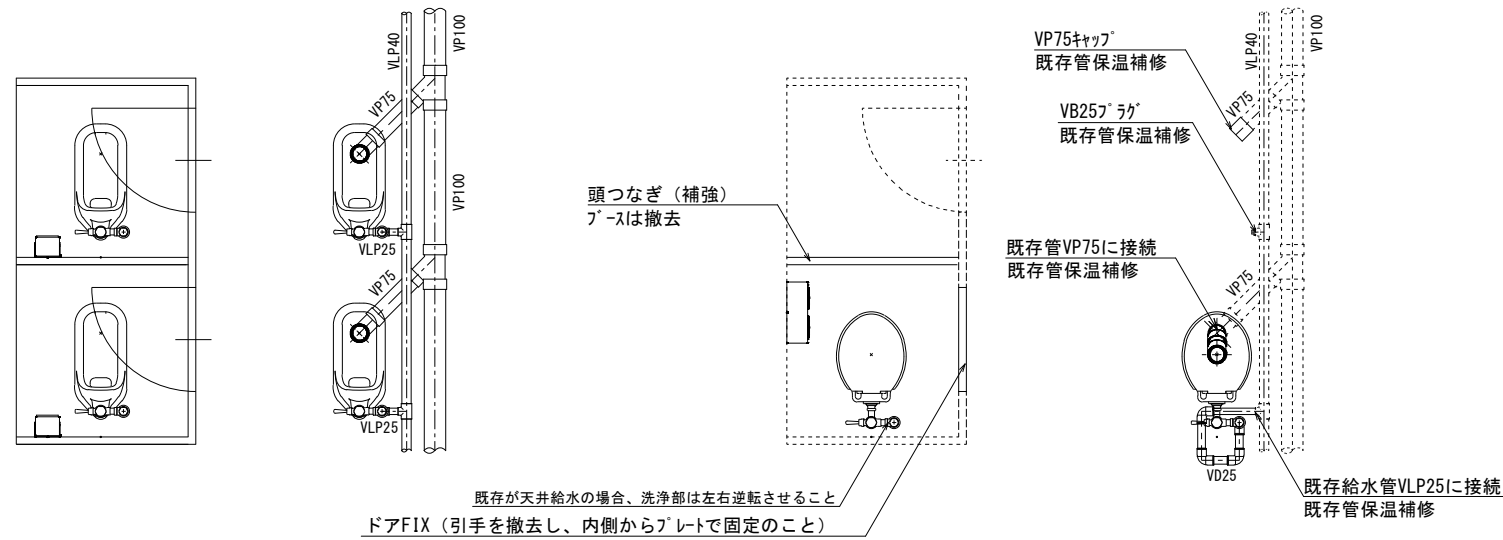 VLP40
VP100
VP75
VP100
VLP25
VP75
VLP25
頭つなぎ（補強）
ﾌﾞｰｽは撤去
既存が天井給水の場合、洗浄部は左右逆転させること
ドアFIX（引手を撤去し、内側からﾌﾟﾚｰﾄで固定のこと）
VP75ｷｬｯﾌﾟ
既存管保温補修
VB25ﾌﾟﾗｸﾞ
既存管保温補修
VLP40
VP100
VP75
既存管VP75に接続
既存管保温補修
VP75
VD25
既存給水管VLP25に接続
既存管保温補修